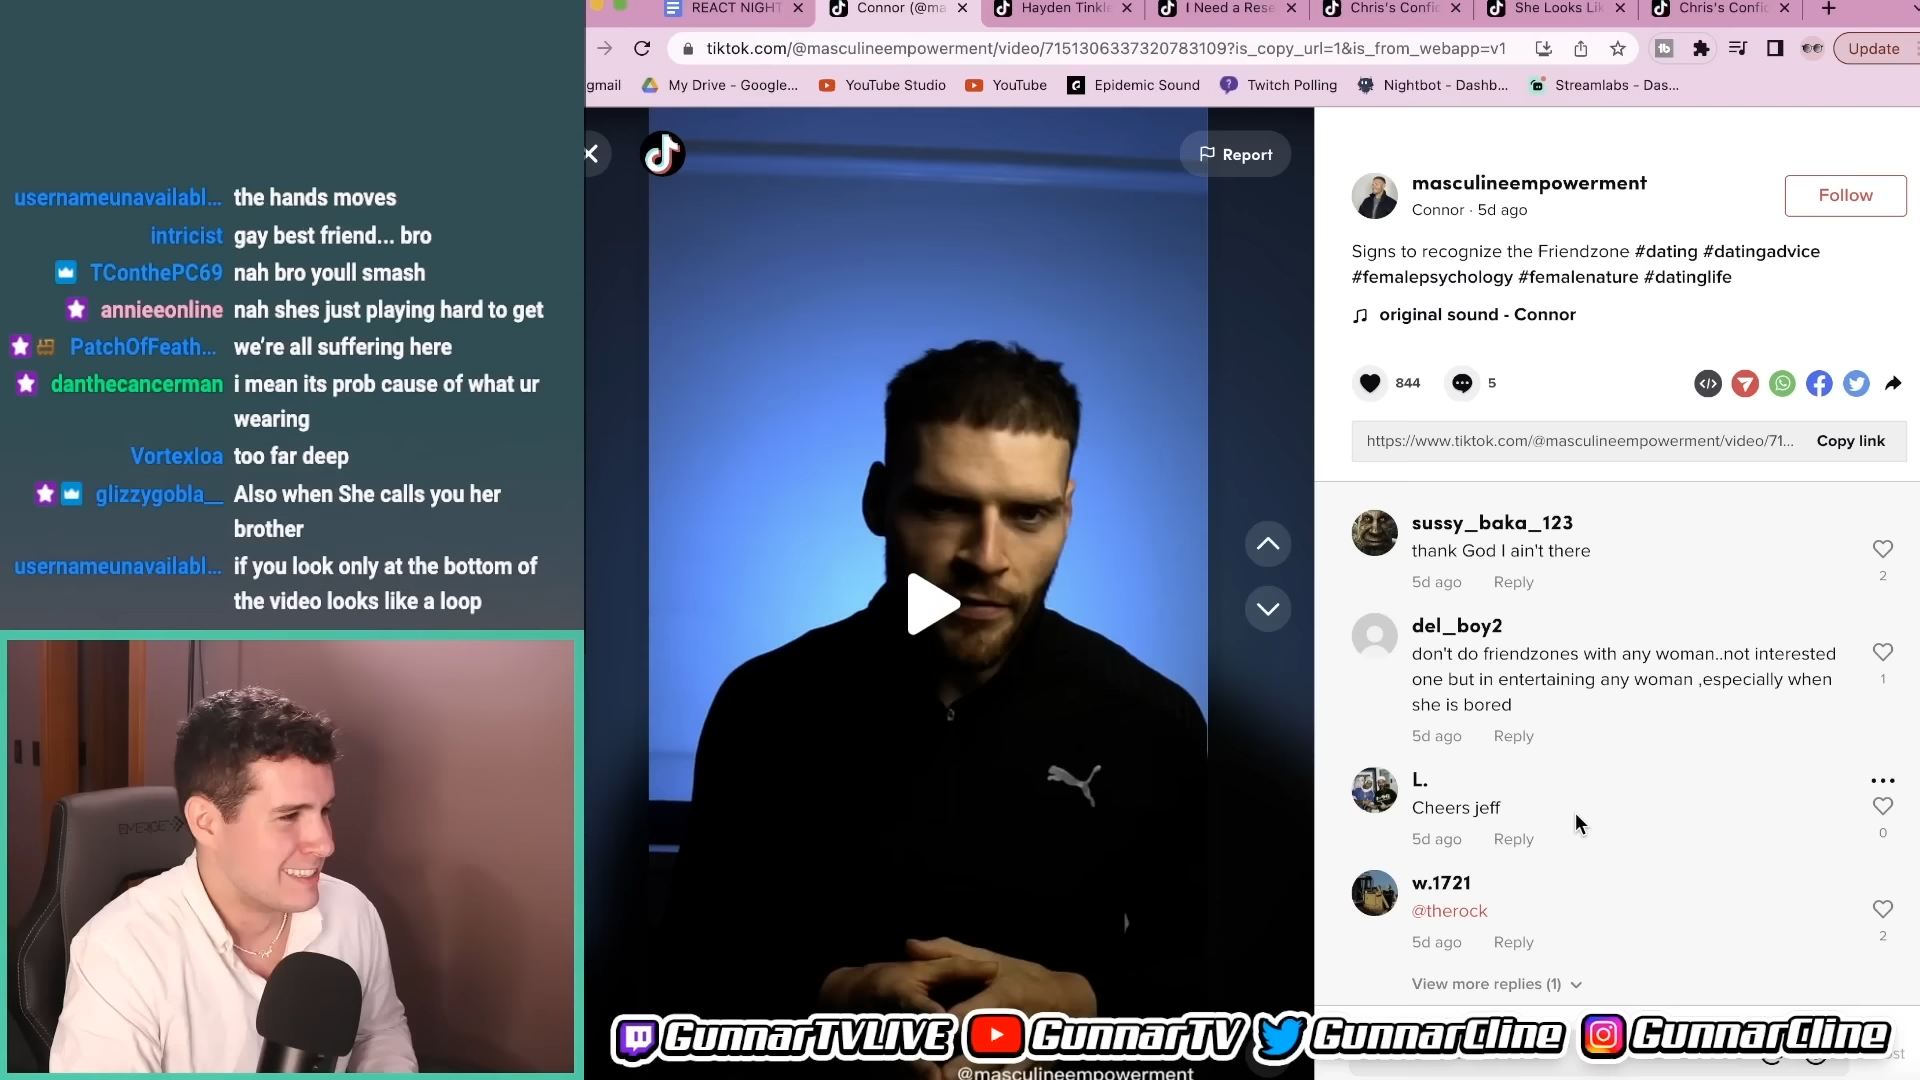 REACT NIGHT
Connor (@ma
Hayden Tinkle
I Need a Rese
Chris's Confic
She Looks Lik
Chris's Confic
tiktok.com/@masculineempowerment/video/7151306337320783109?is_copy_url=1&is_from_webapp=v1
Update
gmail
My Drive - Google...
YouTube Studio
YouTube
Epidemic Sound
Twitch Polling
Nightbot - Dashb...
Streamlabs - Das...
usernameunavailabl... the hands moves
intricist gay best friend... bro
TConthePC69 nah bro youll smash
annieeonline nah shes just playing hard to get
PatchOfFeath... we're all suffering here
danthecancerman i mean its prob cause of what ur
wearing
Vortexloa too far deep
glizzygobla__ Also when She calls you her
brother
usernameunavailabl... if you look only at the bottom of
the video looks like a loop
Report
masculineempowerment
Connor · 5d ago
Follow
Signs to recognize the Friendzone #dating #datingadvice
#femalepsychology #femalenature #datinglife
original sound - Connor
844
5
https://www.tiktok.com/@masculineempowerment/video/71...
Copy link
sussy_baka_123
thank God I ain't there
5d ago Reply
2
del_boy2
don't do friendzones with any woman..not interested
one but in entertaining any woman ,especially when
she is bored
5d ago Reply
1
L.
Cheers jeff
5d ago Reply
0
w.1721
@therock
5d ago Reply
2
View more replies (1)
GunnarTVLIVE
GunnarTV
GunnarCline
GunnarCline
@masculineempowerment